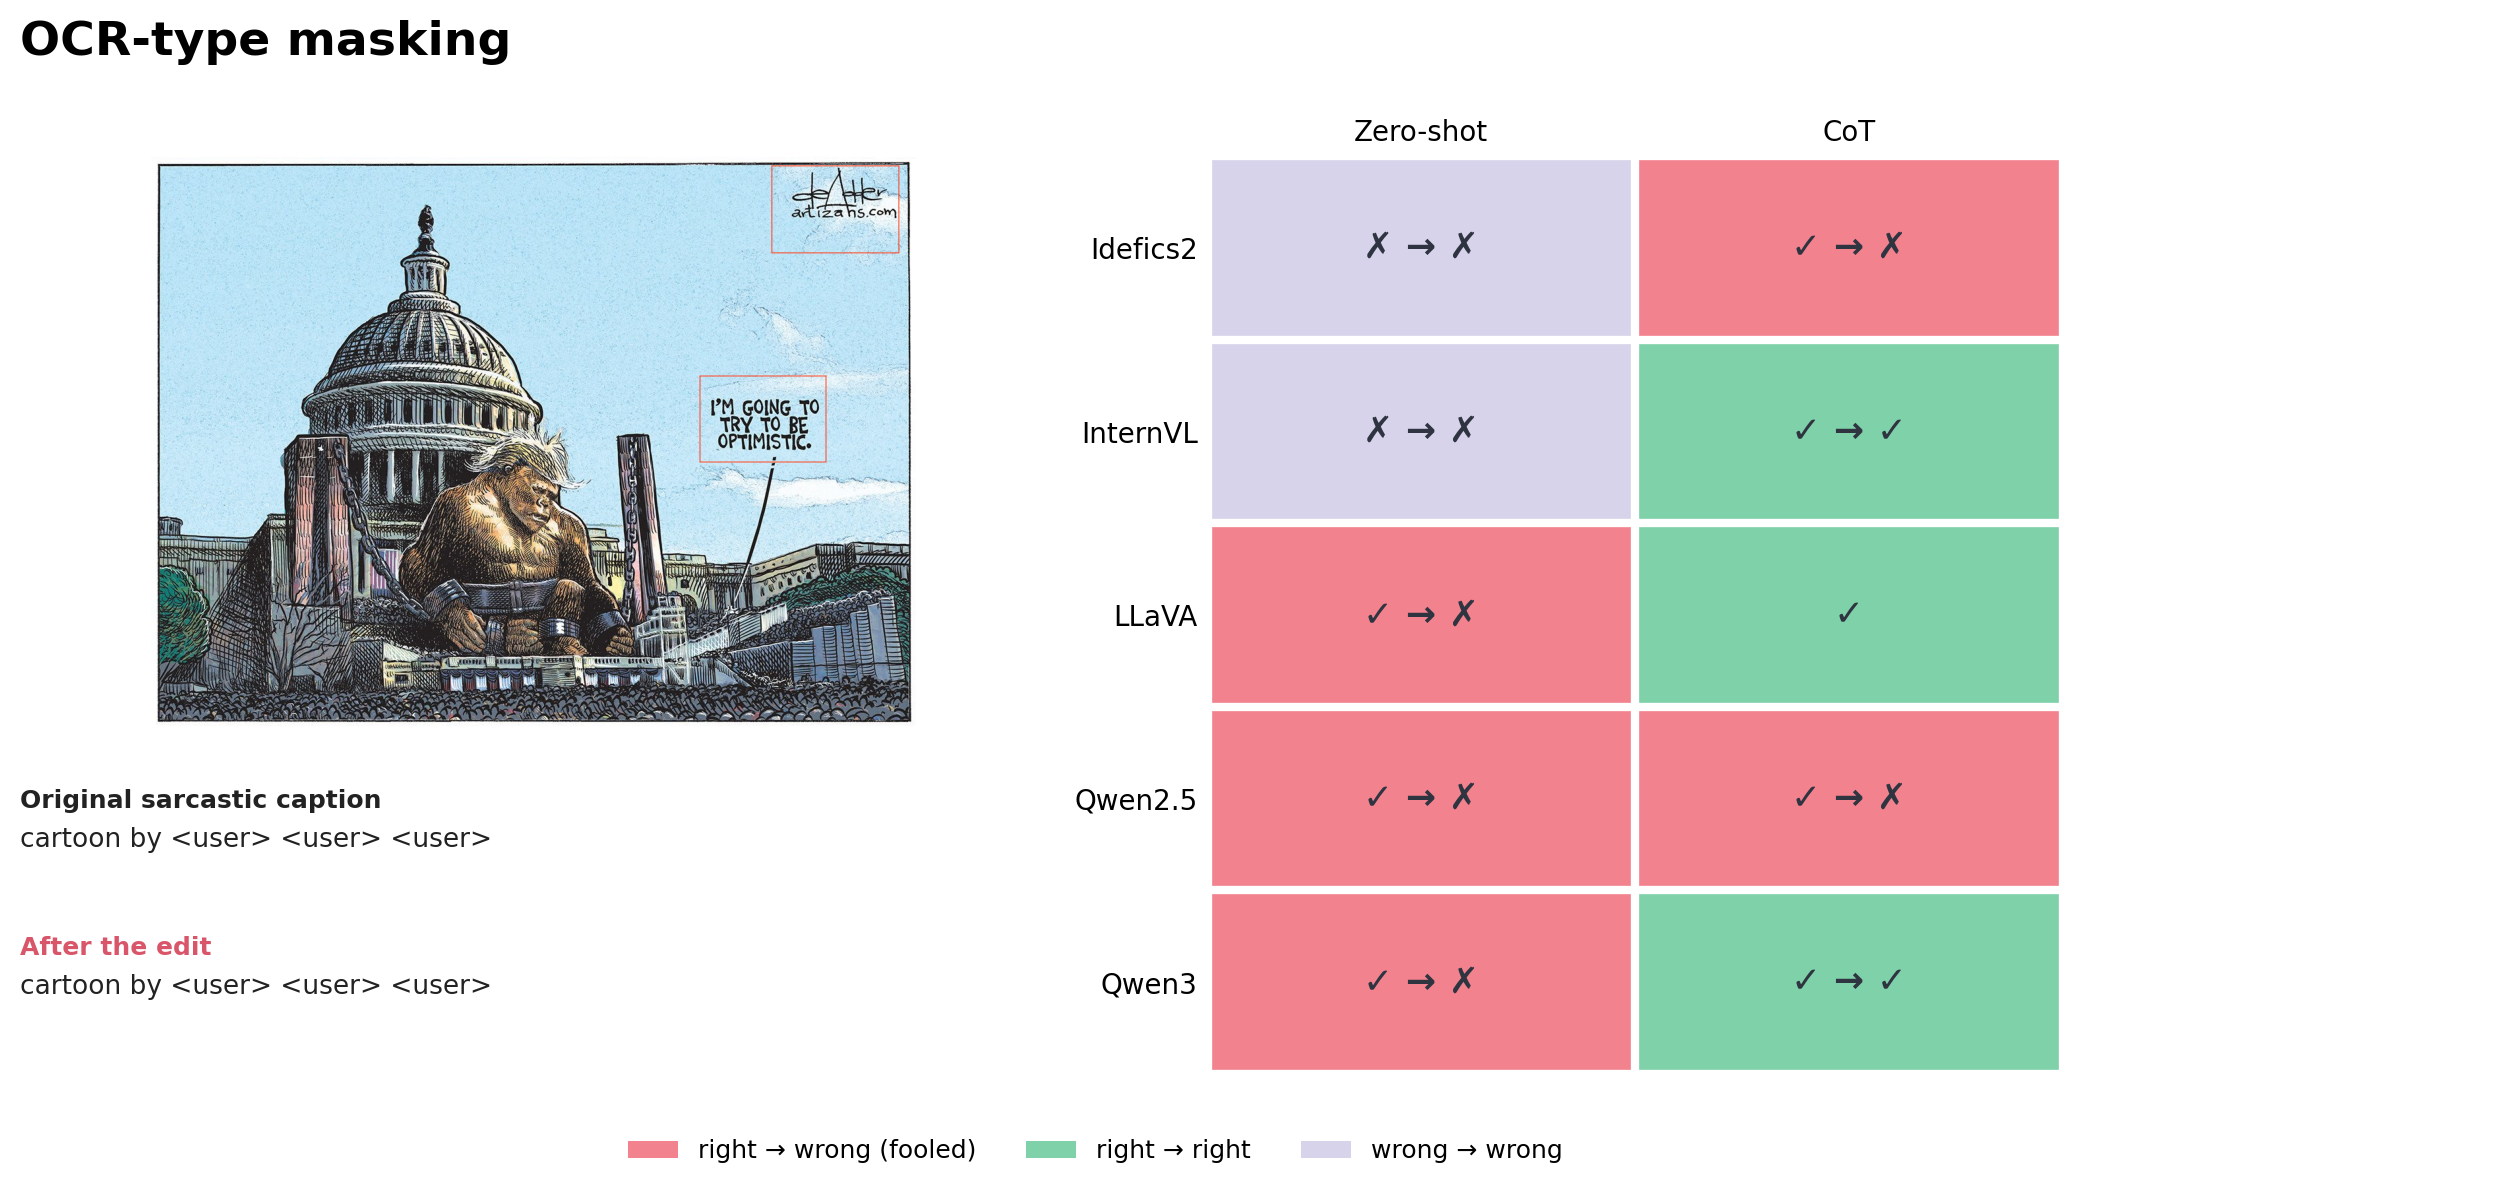 OCR-type masking
deAdder
artizans.com
I'M GOING TO
TRY TO BE
OPTIMISTIC.
Original sarcastic caption
cartoon by <user> <user> <user>
After the edit
cartoon by <user> <user> <user>
Zero-shot CoT
Idefics2 ✗ → ✗ ✓ → ✗
InternVL ✗ → ✗ ✓ → ✓
LLaVA ✓ → ✗ ✓
Qwen2.5 ✓ → ✗ ✓ → ✗
Qwen3 ✓ → ✗ ✓ → ✓
right → wrong (fooled) right → right wrong → wrong